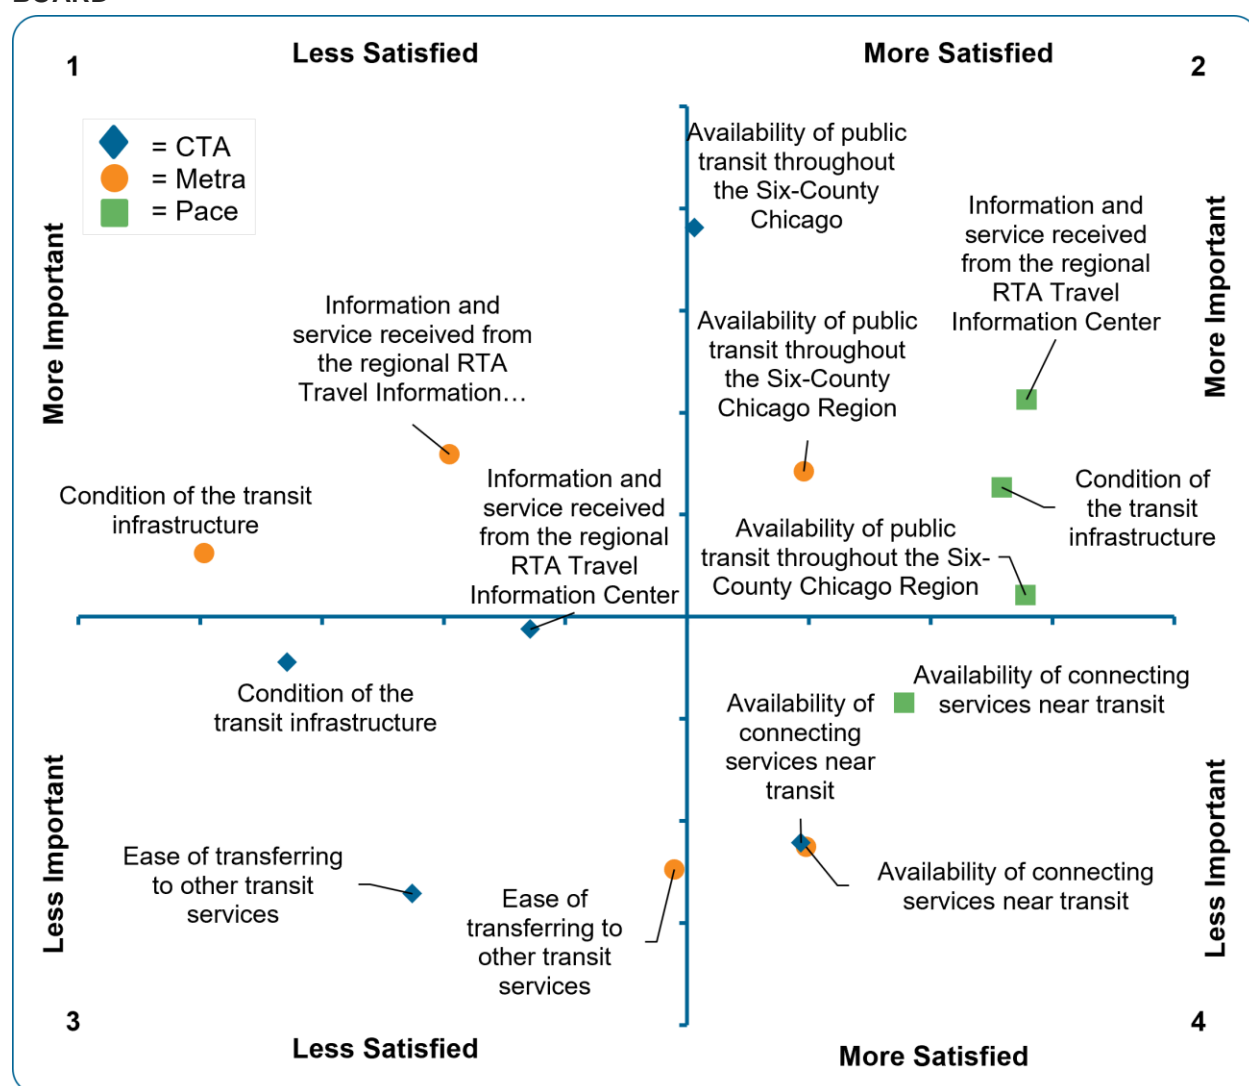 BOARD
Less Satisfied
More Satisfied
1
2
= CTA
= Metra
= Pace
More Important
More Important
Availability of public
transit throughout
the Six-County
Chicago
Information and
service received
from the regional
RTA Travel
Information Center
Information and
service received from
the regional RTA
Travel Information…
Availability of public
transit throughout
the Six-County
Chicago Region
Condition of the transit
infrastructure
Information and
service received
from the regional
RTA Travel
Information Center
Condition of
the transit
infrastructure
Availability of public
transit throughout the Six-
County Chicago Region
Condition of the
transit infrastructure
Availability of
connecting
services near
transit
Availability of connecting
services near transit
Less Important
Less Important
Ease of transferring
to other transit
services
Ease of
transferring to
other transit
services
Availability of connecting
services near transit
3
4
Less Satisfied
More Satisfied